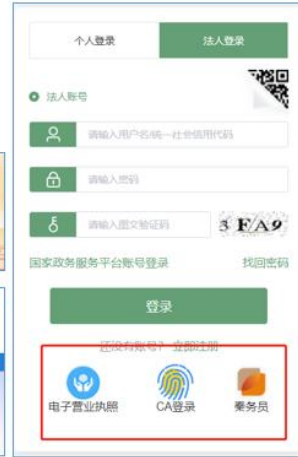 个人登录 法人登录
法人账号
请输入用户名/统一社会信用代码
请输入密码
请输入图文验证码 3 F A9
国家政务服务平台账号登录 找回密码
登录
还没有账号? 立即注册
电子营业执照 CA登录 秦务员